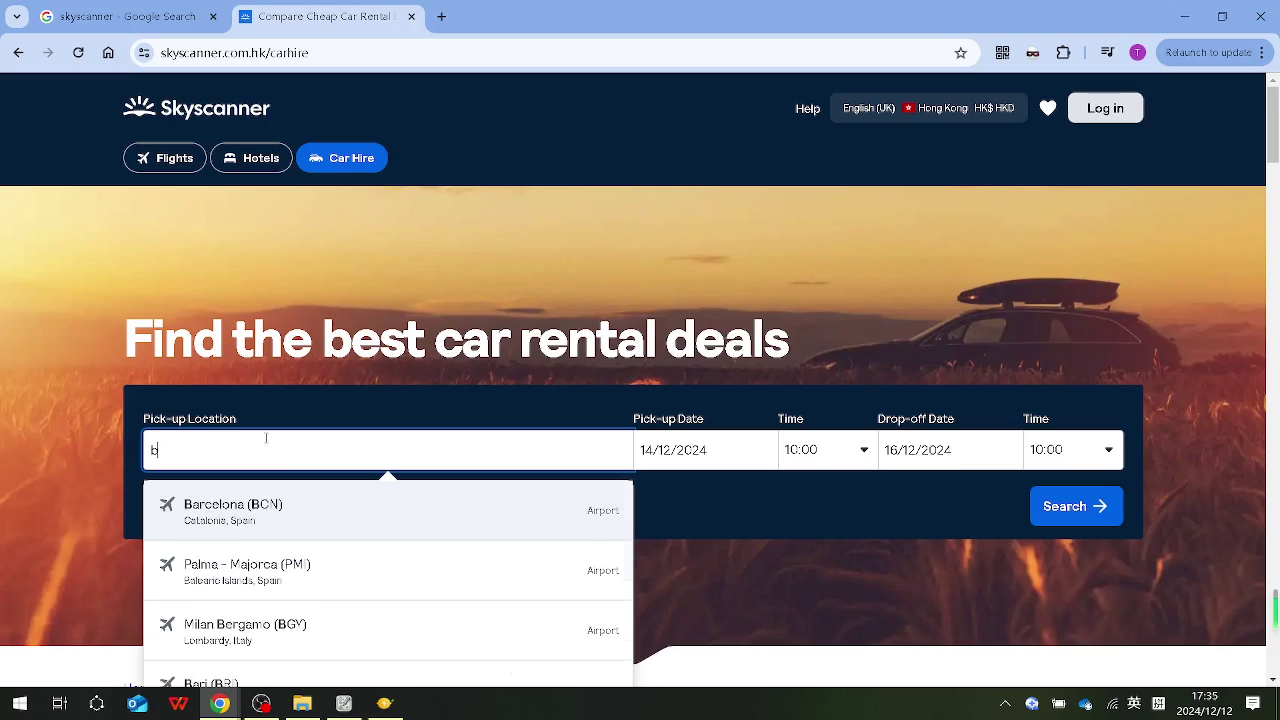 skyscanner - Google Search
Compare Cheap Car Rental
skyscanner.com.hk/carhire
T
Relaunch to update
Skyscanner
Help
English (UK) Hong Kong HK$ HKD
Log in
Flights
Hotels
Car Hire
Find the best car rental deals
Pick-up Location
Pick-up Date
Time
Drop-off Date
Time
b
14/12/2024
10:00
16/12/2024
10:00
Search
Barcelona (BCN)
Catalonia, Spain
Airport
Palma - Majorca (PMI)
Balearic Islands, Spain
Airport
Milan Bergamo (BGY)
Lombardy, Italy
Airport
Bari (BRI)
英
拼
17:35
2024/12/12